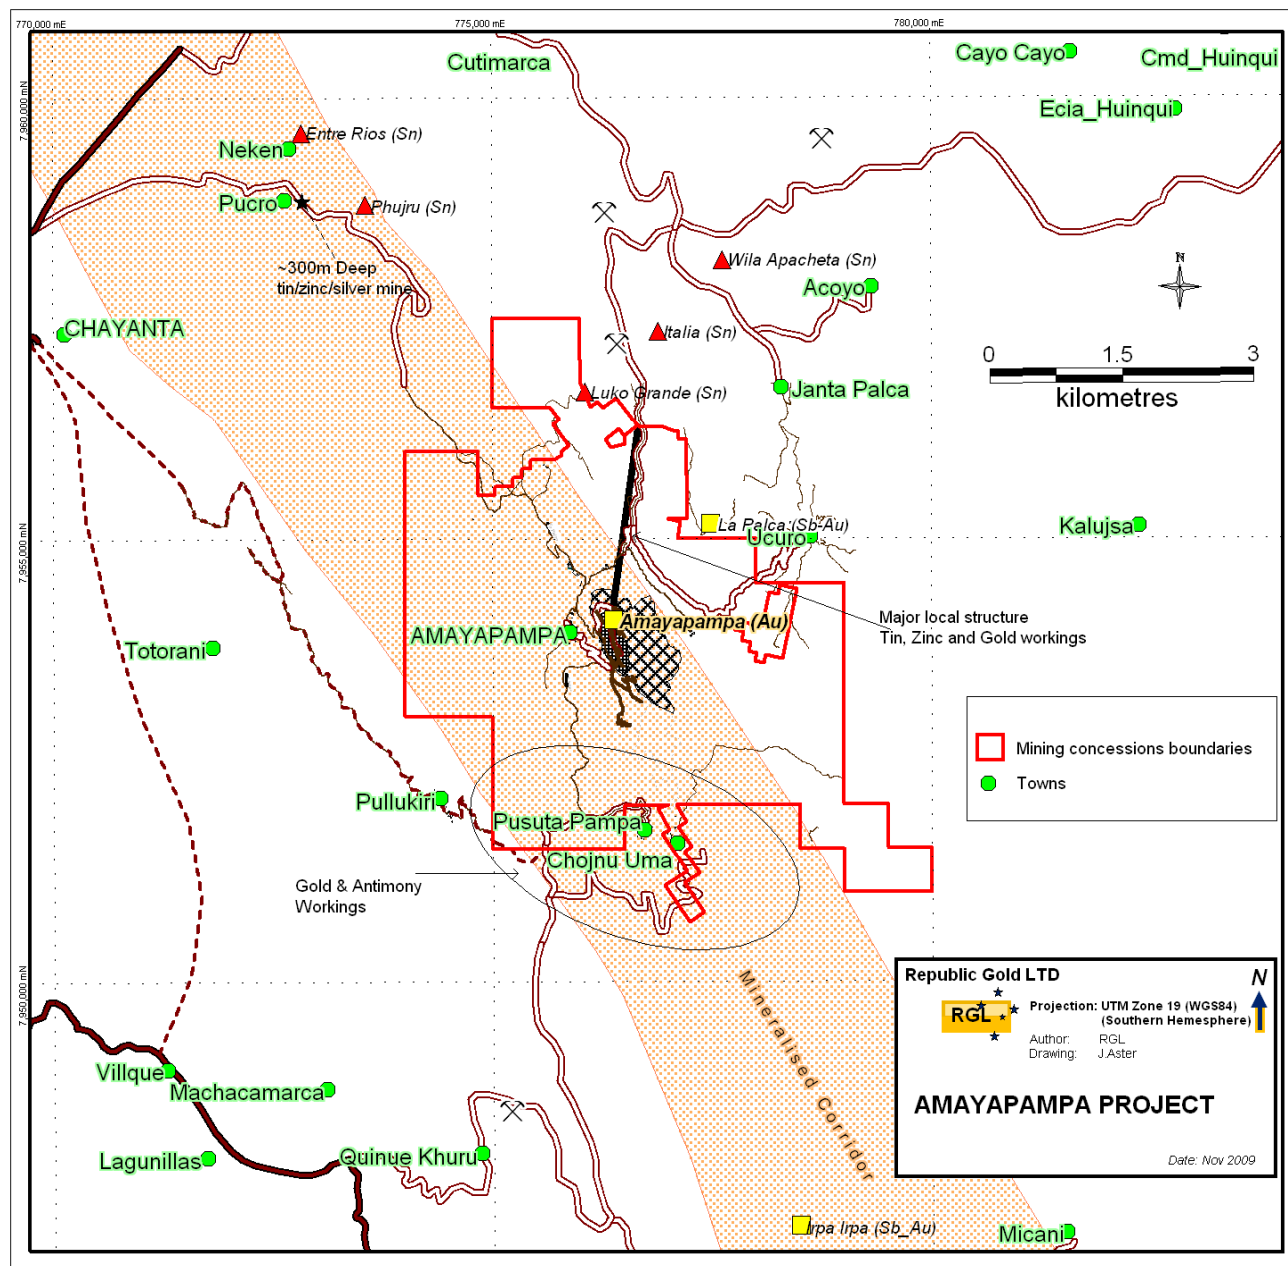 770,000 mE
775,000 mE
780,000 mE
Cutimarca
Cayo Cayo
Cmd_Huinqui
7,960,000 mN
Ecia_Huinqui
Entre Rios (Sn)
Neken
Pucro
Phujru (Sn)
~300m Deep
tin/zinc/silver mine
Wila Apacheta (Sn)
Acoyo
N
CHAYANTA
Italia (Sn)
0 1.5 3
kilometres
Luko Grande (Sn)
Janta Palca
La Palca (Sb-Au)
Ucuro
Kalujsa
7,955,000 mN
Amayapampa (Au)
AMAYAPAMPA
Major local structure
Tin, Zinc and Gold workings
Totorani
Mining concessions boundaries
Towns
Pullukiri
Pusuta Pampa
Chojnu Uma
Gold & Antimony
Workings
7,950,000 mN
Mineralised Corridor
Republic Gold LTD
N
RGL
Projection: UTM Zone 19 (WGS84)
(Southern Hemesphere)
Author: RGL
Drawing: J.Aster
AMAYAPAMPA PROJECT
Date: Nov 2009
Villque
Machacamarca
Lagunillas
Quinue Khuru
Irpa Irpa (Sb_Au)
Micani